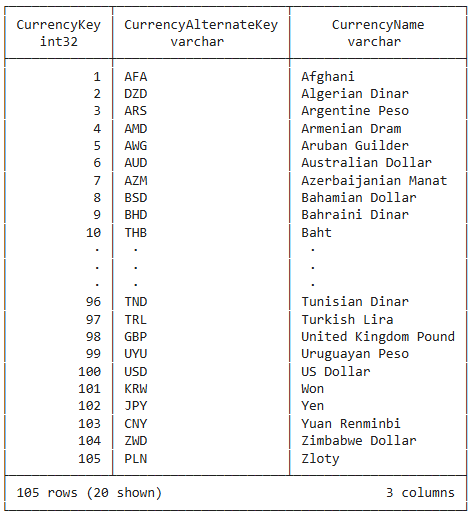 CurrencyKey CurrencyAlternateKey CurrencyName
int32 varchar varchar
1 AFA Afghani
2 DZD Algerian Dinar
3 ARS Argentine Peso
4 AMD Armenian Dram
5 AWG Aruban Guilder
6 AUD Australian Dollar
7 AZM Azerbaijanian Manat
8 BSD Bahamian Dollar
9 BHD Bahraini Dinar
10 THB Baht
. . .
. . .
. . .
96 TND Tunisian Dinar
97 TRL Turkish Lira
98 GBP United Kingdom Pound
99 UYU Uruguayan Peso
100 USD US Dollar
101 KRW Won
102 JPY Yen
103 CNY Yuan Renminbi
104 ZWD Zimbabwe Dollar
105 PLN Zloty
105 rows (20 shown) 3 columns